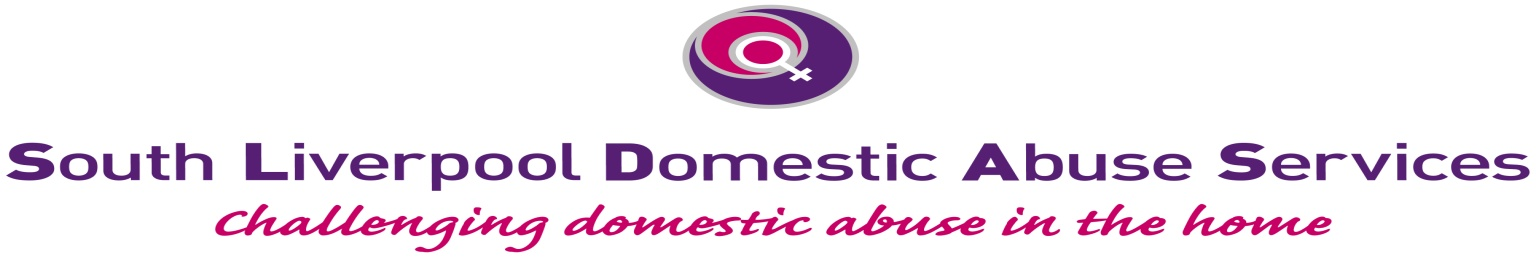 South Liverpool Domestic Abuse Services
Challenging domestic abuse in the home